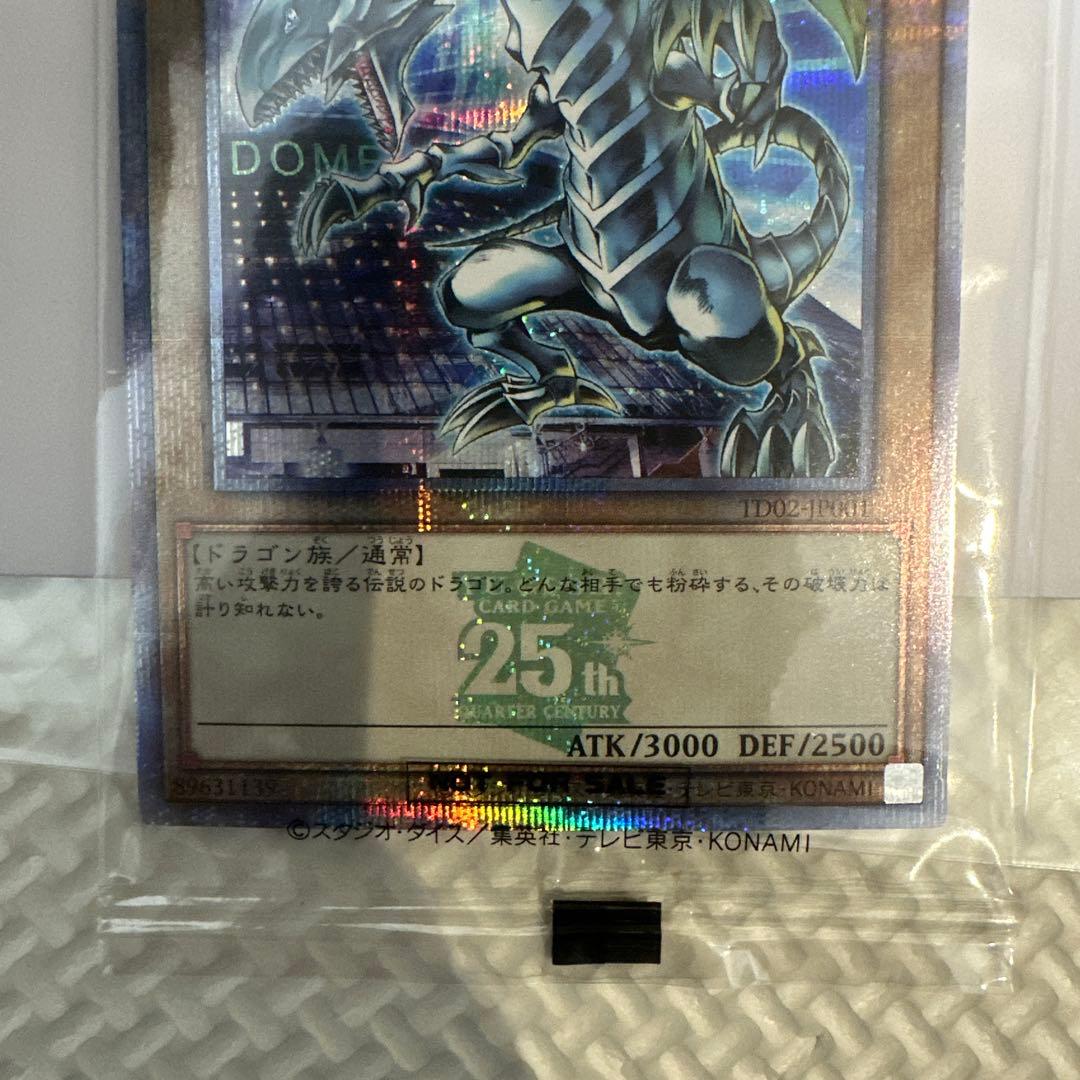 DOME
TD02-JP001
【ドラゴン族／通常】
高い攻撃力を誇る伝説のドラゴン。どんな相手でも粉砕する、その破壊力は
計り知れない。
CARD GAME
25th
QUARTER CENTURY
ATK/3000 DEF/2500
89631139
NOT FOR SALE
テレビ東京・KONAMI
©スタジオ・ダイス／集英社・テレビ東京・KONAMI